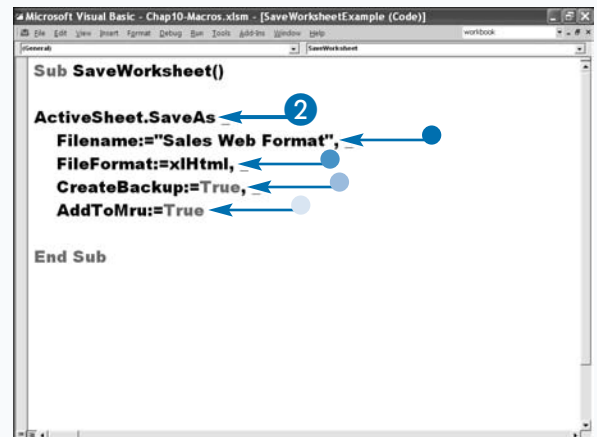 Microsoft Visual Basic - Chap10-Macros.xlsm - [SaveWorksheetExample (Code)]
File Edit View Insert Format Debug Run Tools Add-Ins Window Help workbook
(General) SaveWorksheet
Sub SaveWorksheet()
ActiveSheet.SaveAs _ 2
Filename:="Sales Web Format", _
FileFormat:=xlHtml, _
CreateBackup:=True, _
AddToMru:=True
End Sub